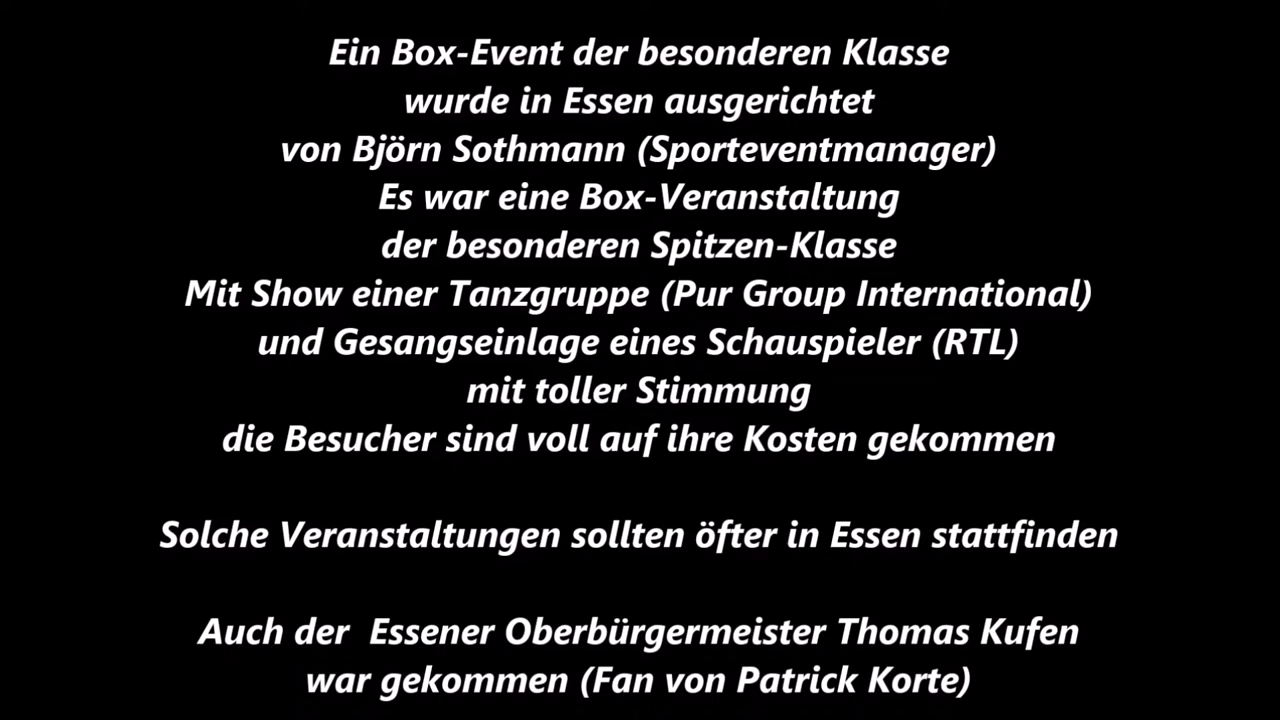 Ein Box-Event der besonderen Klasse
wurde in Essen ausgerichtet
von Björn Sothmann (Sporteventmanager)
Es war eine Box-Veranstaltung
der besonderen Spitzen-Klasse
Mit Show einer Tanzgruppe (Pur Group International)
und Gesangseinlage eines Schauspieler (RTL)
mit toller Stimmung
die Besucher sind voll auf ihre Kosten gekommen
Solche Veranstaltungen sollten öfter in Essen stattfinden
Auch der  Essener Oberbürgermeister Thomas Kufen
war gekommen (Fan von Patrick Korte)